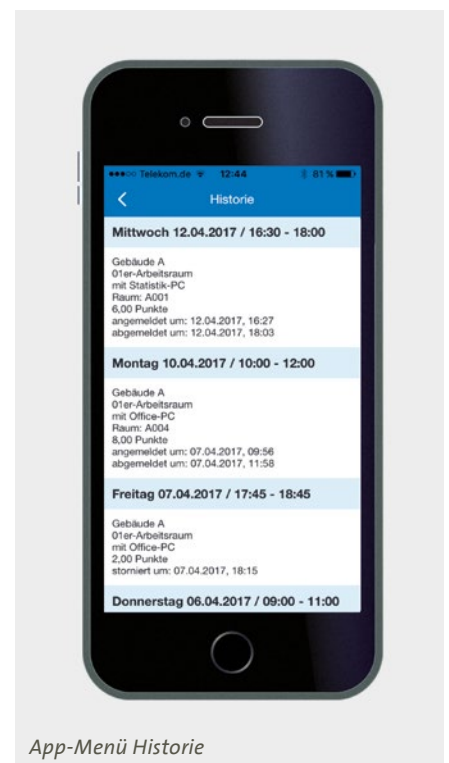 Telekom.de 12:44 81 %
Historie
Mittwoch 12.04.2017 / 16:30 - 18:00
Gebäude A
01er-Arbeitsraum
mit Statistik-PC
Raum: A001
6,00 Punkte
angemeldet um: 12.04.2017, 16:27
abgemeldet um: 12.04.2017, 18:03
Montag 10.04.2017 / 10:00 - 12:00
Gebäude A
01er-Arbeitsraum
mit Office-PC
Raum: A004
8,00 Punkte
angemeldet um: 07.04.2017, 09:56
abgemeldet um: 07.04.2017, 11:58
Freitag 07.04.2017 / 17:45 - 18:45
Gebäude A
01er-Arbeitsraum
mit Office-PC
2,00 Punkte
storniert um: 07.04.2017, 18:15
Donnerstag 06.04.2017 / 09:00 - 11:00
App-Menü Historie